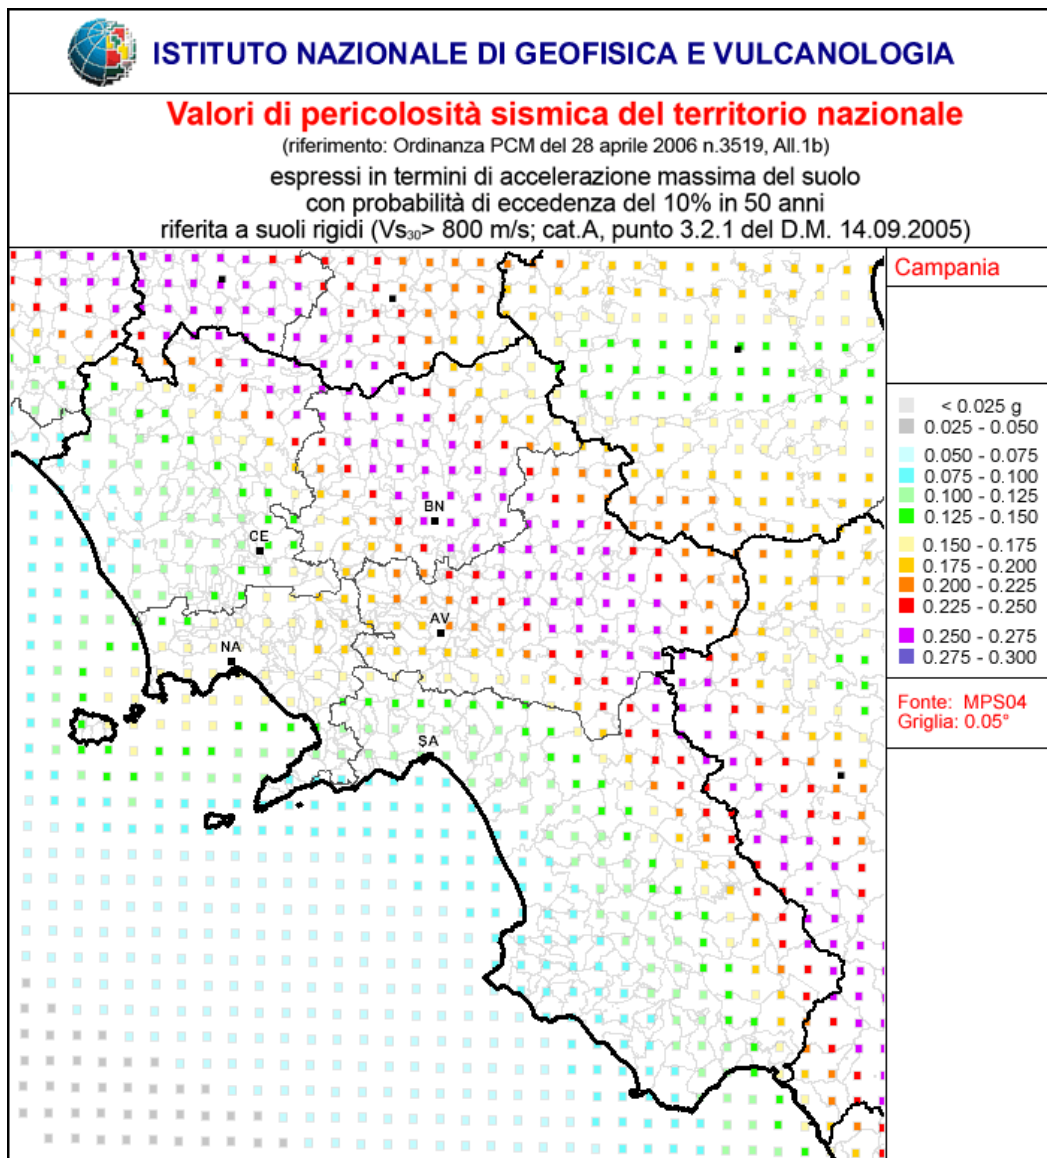 ISTITUTO NAZIONALE DI GEOFISICA E VULCANOLOGIA
Valori di pericolosità sismica del territorio nazionale
(riferimento: Ordinanza PCM del 28 aprile 2006 n.3519, All.1b)
espressi in termini di accelerazione massima del suolo
con probabilità di eccedenza del 10% in 50 anni
riferita a suoli rigidi (Vs30> 800 m/s; cat.A, punto 3.2.1 del D.M. 14.09.2005)
Campania
< 0.025 g
0.025 - 0.050
0.050 - 0.075
0.075 - 0.100
0.100 - 0.125
0.125 - 0.150
0.150 - 0.175
0.175 - 0.200
0.200 - 0.225
0.225 - 0.250
0.250 - 0.275
0.275 - 0.300
Fonte: MPS04
Griglia: 0.05°
BN
CE
AV
NA
SA